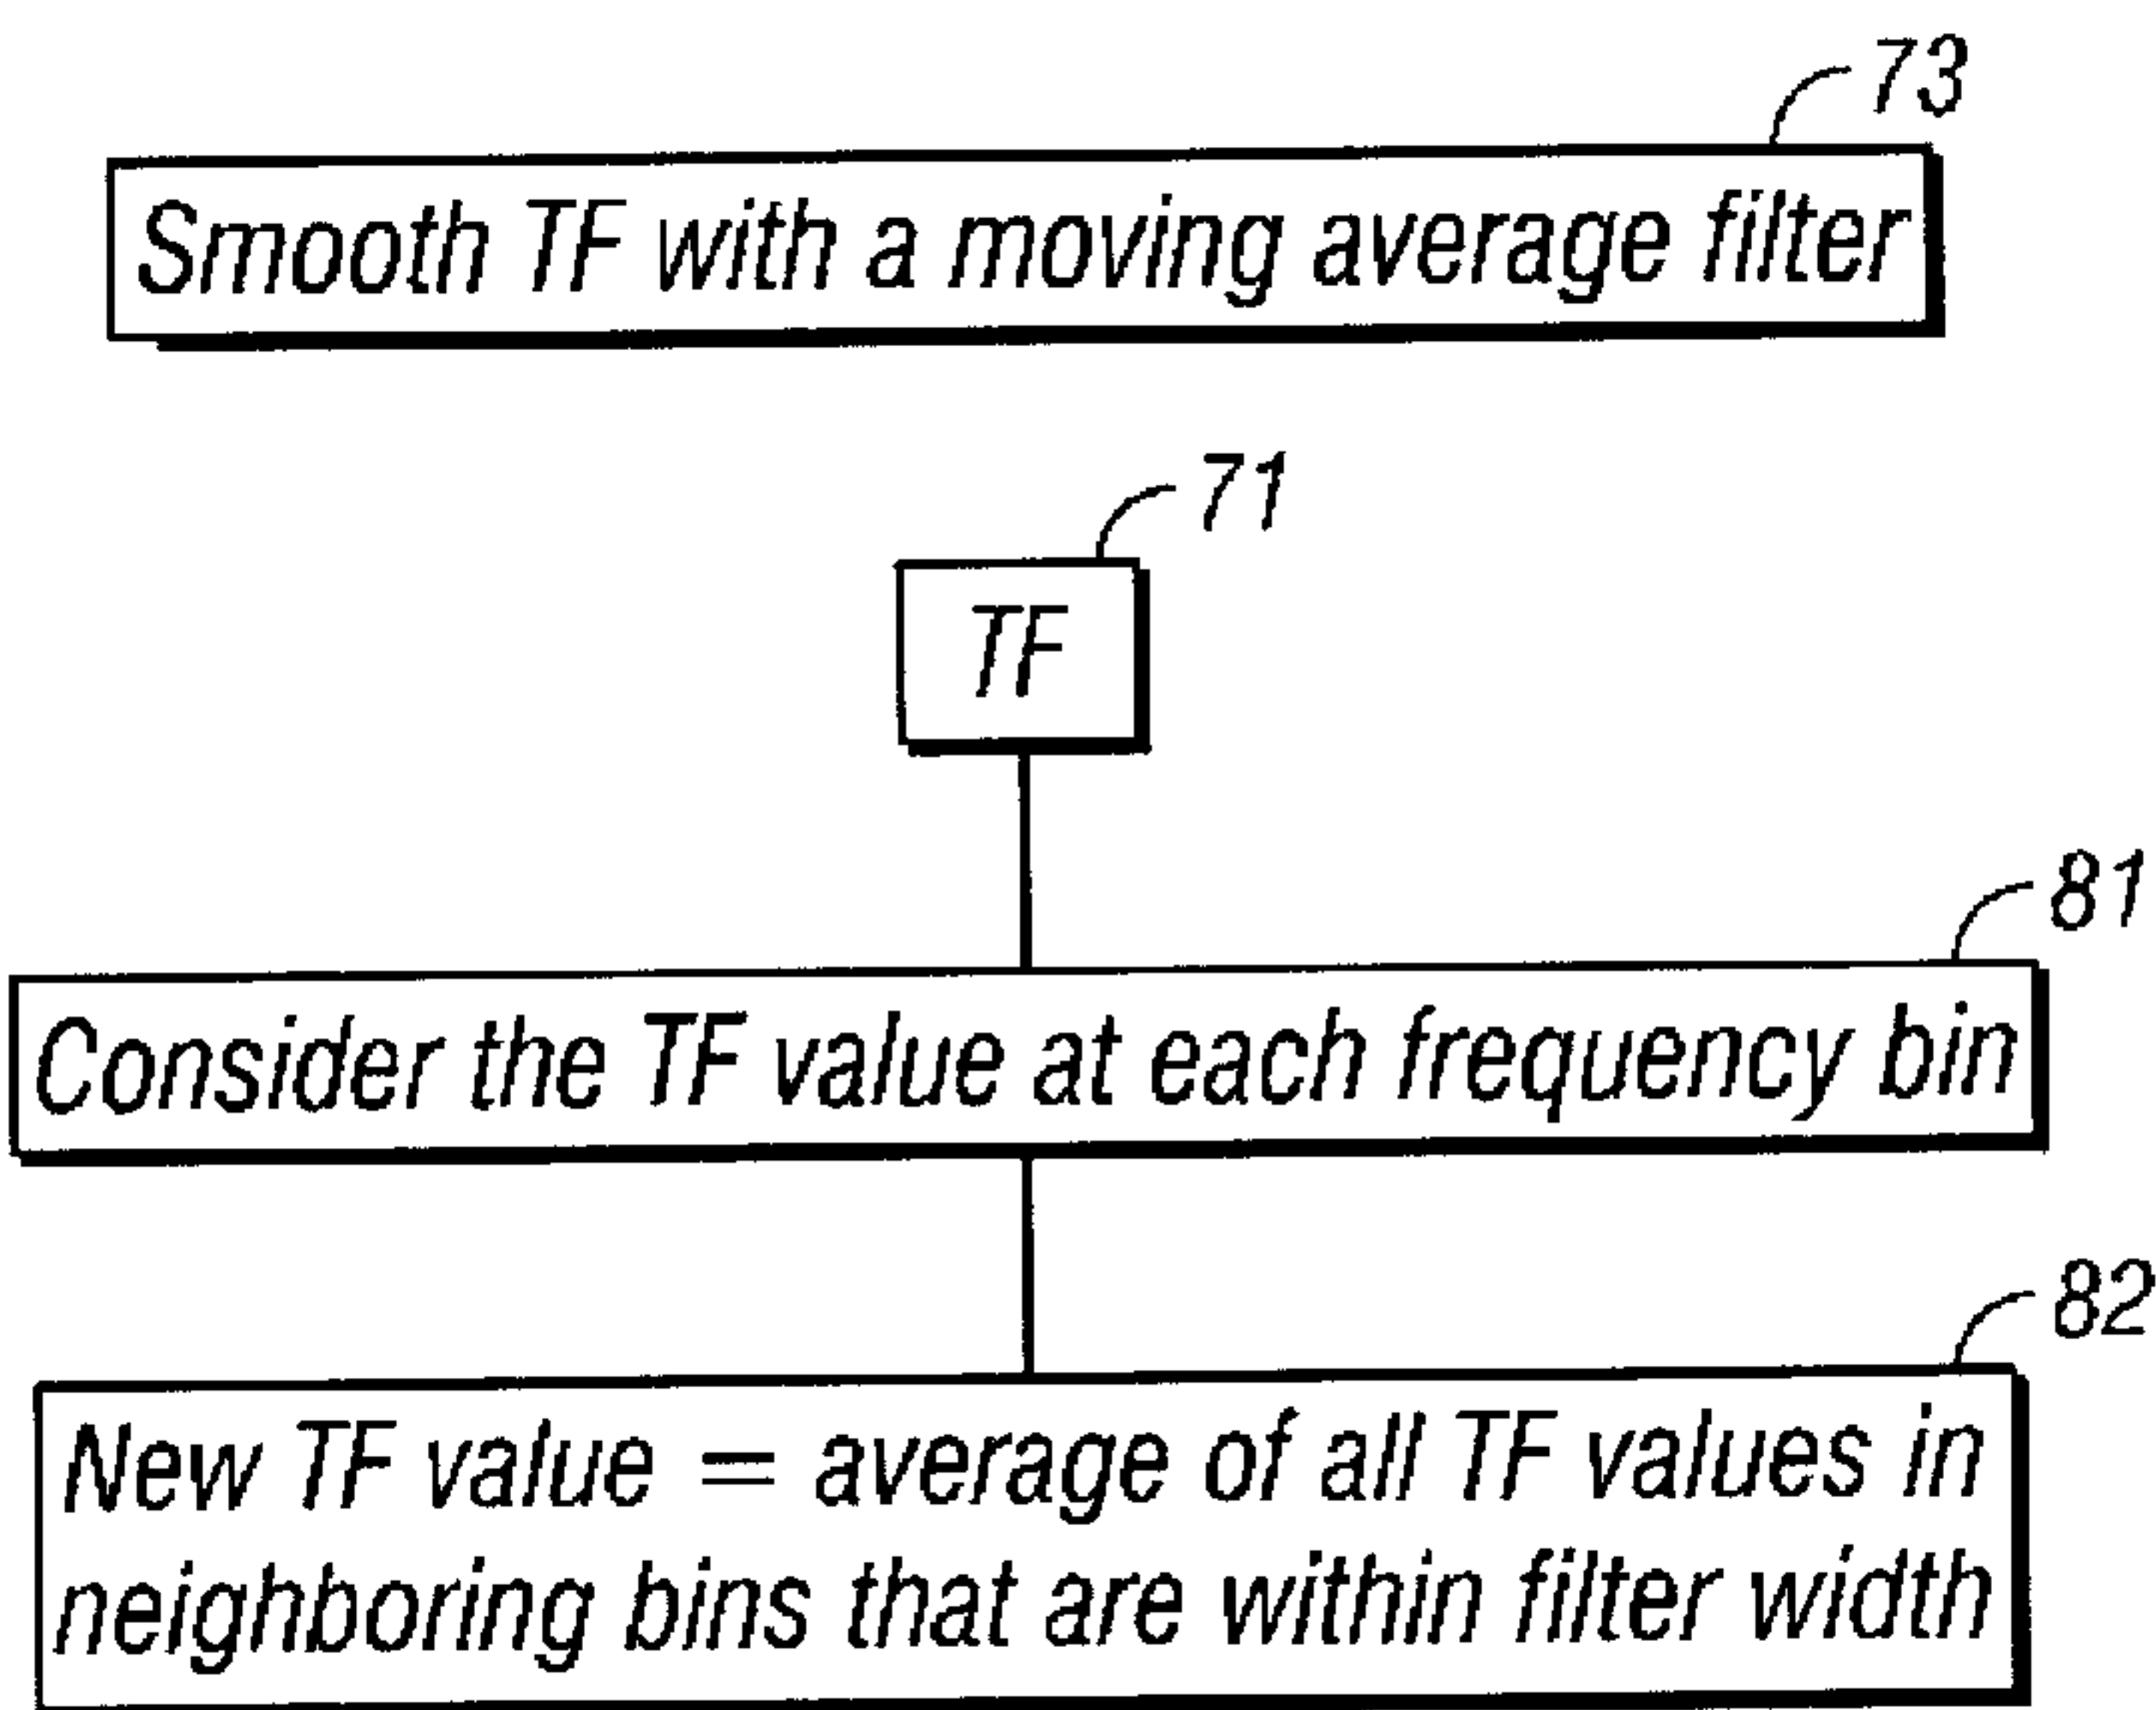 73
Smooth TF with a moving average filter
71
TF
81
Consider the TF value at each frequency bin
82
New TF value = average of all TF values in
neighboring bins that are within filter width